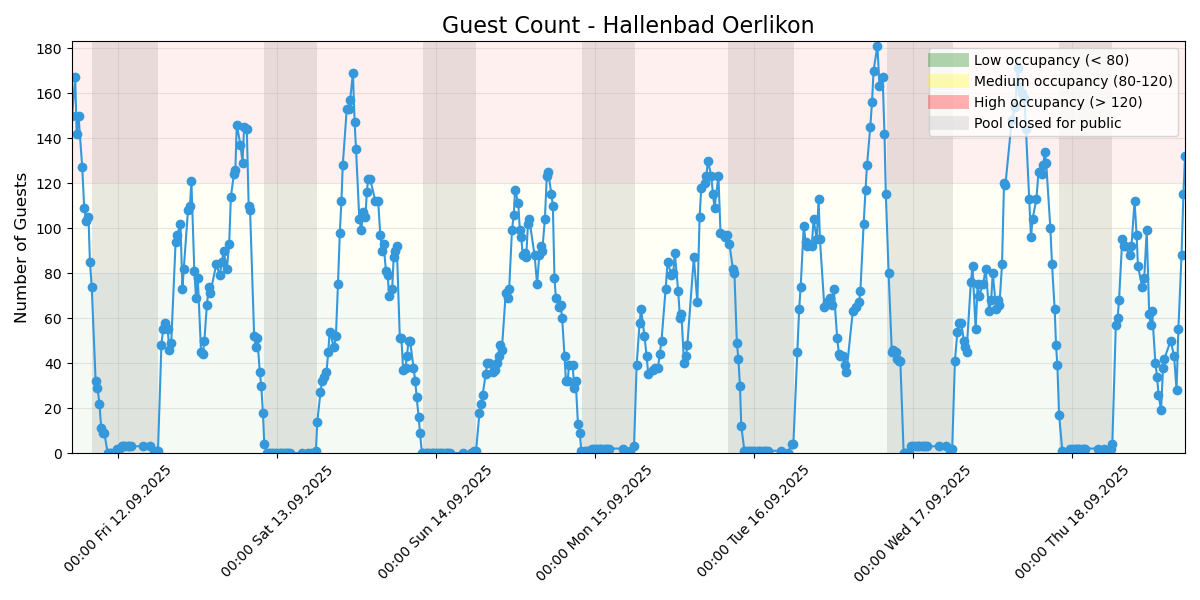 Guest Count - Hallenbad Oerlikon
Number of Guests
180
160
140
120
100
80
60
40
20
0
Low occupancy (< 80)
Medium occupancy (80-120)
High occupancy (> 120)
Pool closed for public
00:00 Fri 12.09.2025
00:00 Sat 13.09.2025
00:00 Sun 14.09.2025
00:00 Mon 15.09.2025
00:00 Tue 16.09.2025
00:00 Wed 17.09.2025
00:00 Thu 18.09.2025